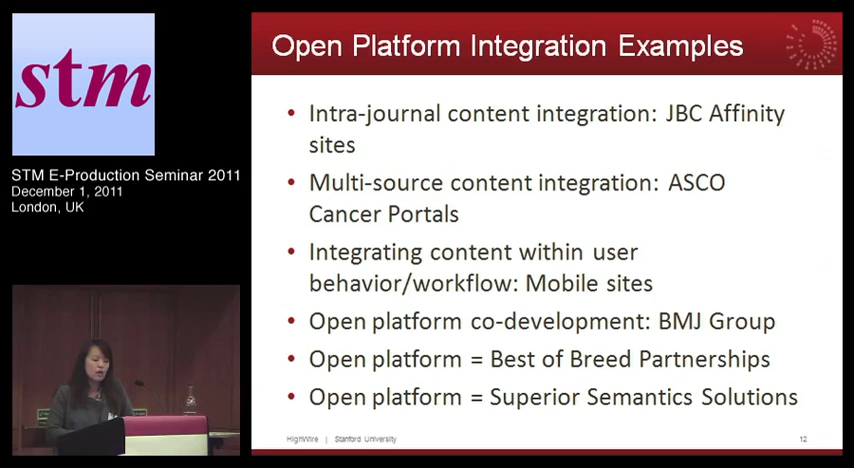 stm
STM E-Production Seminar 2011
December 1, 2011
London, UK
Open Platform Integration Examples
• Intra-journal content integration: JBC Affinity
sites
• Multi-source content integration: ASCO
Cancer Portals
• Integrating content within user
behavior/workflow: Mobile sites
• Open platform co-development: BMJ Group
• Open platform = Best of Breed Partnerships
• Open platform = Superior Semantics Solutions
HighWire | Stanford University
12